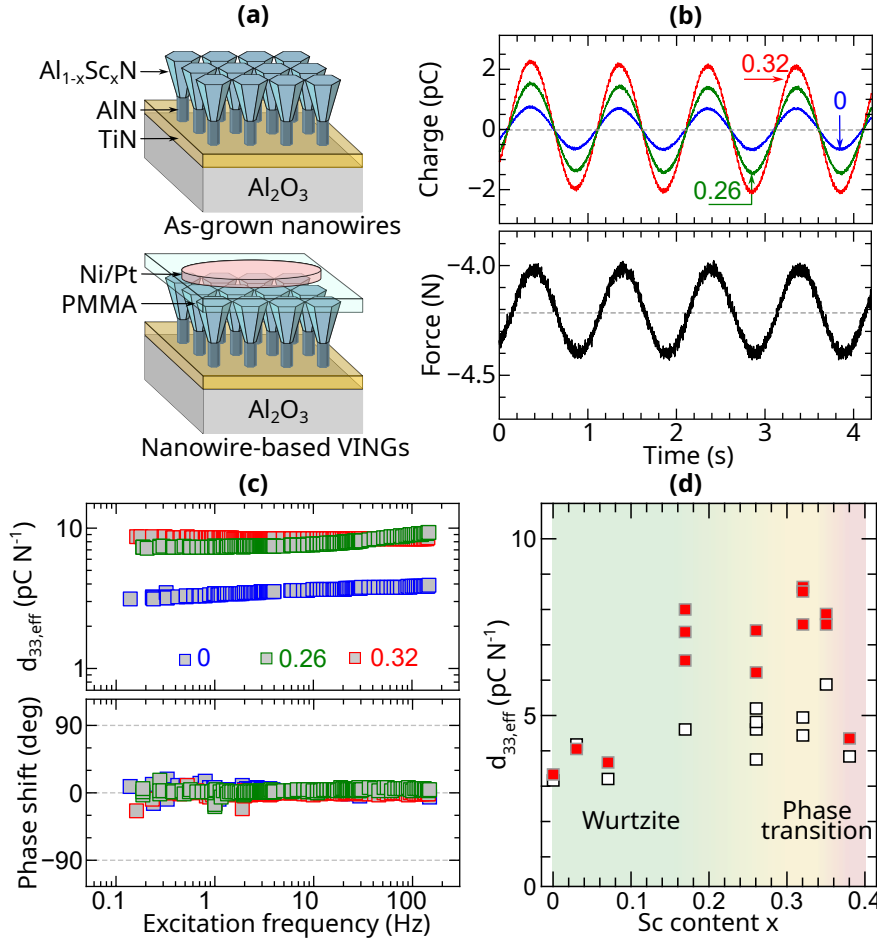 (a)
Al1-xScxN
AlN
TiN
Al2O3
As-grown nanowires
Ni/Pt
PMMA
Al2O3
Nanowire-based VINGs
(b)
Charge (pC)
2
0
−2
0.32
0
0.26
Force (N)
−4.0
−4.5
0 1 2 3 4
Time (s)
(c)
d33,eff (pC N-1)
10
1
0 0.26 0.32
Phase shift (deg)
90
0
−90
0.1 1 10 100
Excitation frequency (Hz)
(d)
d33,eff (pC N-1)
10
5
0
Wurtzite
Phase
transition
0 0.1 0.2 0.3 0.4
Sc content x